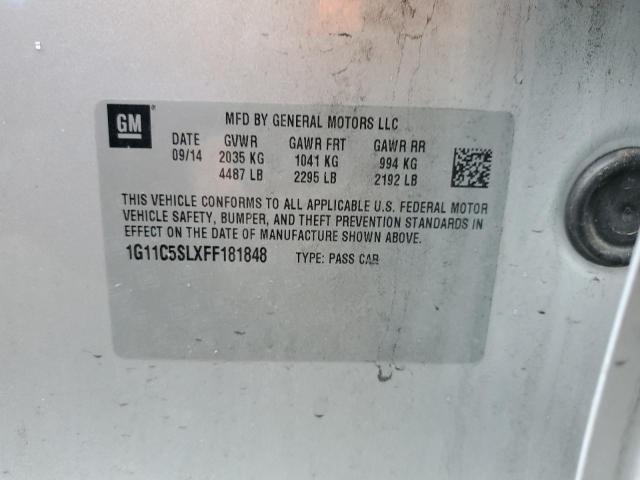 GM
MFD BY GENERAL MOTORS LLC
DATE GVWR GAWR FRT GAWR RR
09/14 2035 KG 1041 KG 994 KG
4487 LB 2295 LB 2192 LB
THIS VEHICLE CONFORMS TO ALL APPLICABLE U.S. FEDERAL MOTOR
VEHICLE SAFETY, BUMPER, AND THEFT PREVENTION STANDARDS IN
EFFECT ON THE DATE OF MANUFACTURE SHOWN ABOVE.
1G11C5SLXFF181848 TYPE: PASS CAR